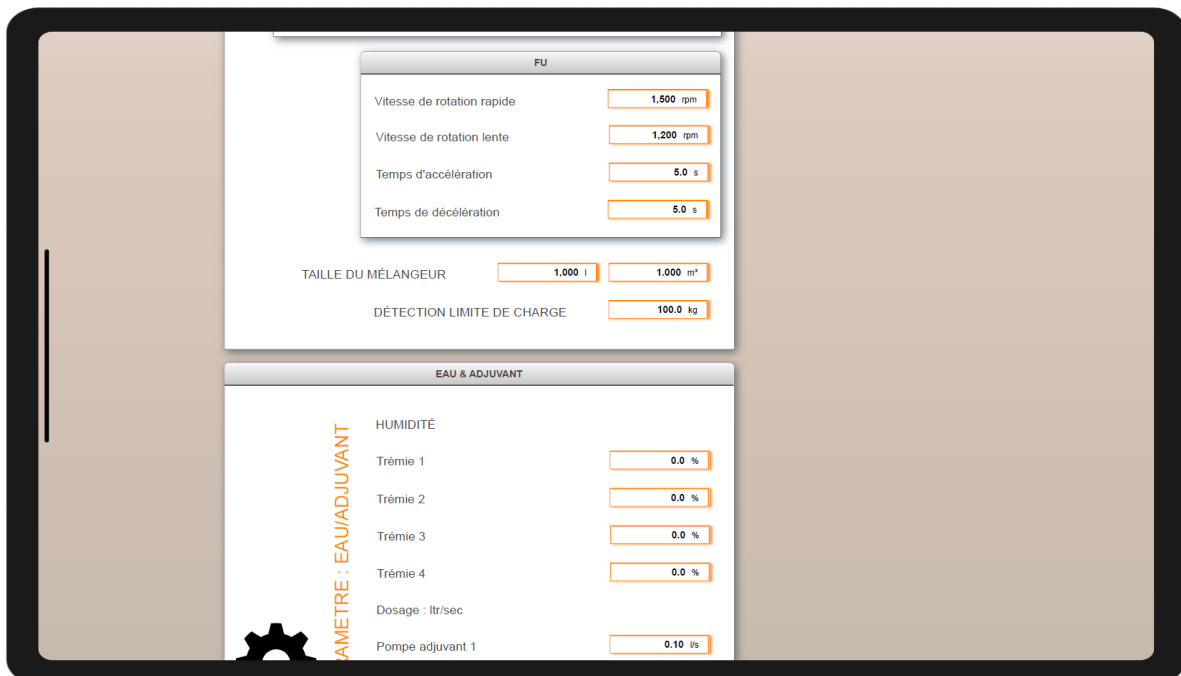 FU
Vitesse de rotation rapide 1,500 rpm
Vitesse de rotation lente 1,200 rpm
Temps d'accélération 5.0 s
Temps de décélération 5.0 s
TAILLE DU MÉLANGEUR 1,000 l 1.000 m³
DÉTECTION LIMITE DE CHARGE 100.0 kg
EAU & ADJUVANT
RAMETRE : EAU/ADJUVANT
HUMIDITÉ
Trémie 1 0.0 %
Trémie 2 0.0 %
Trémie 3 0.0 %
Trémie 4 0.0 %
Dosage : ltr/sec
Pompe adjuvant 1 0.10 l/s